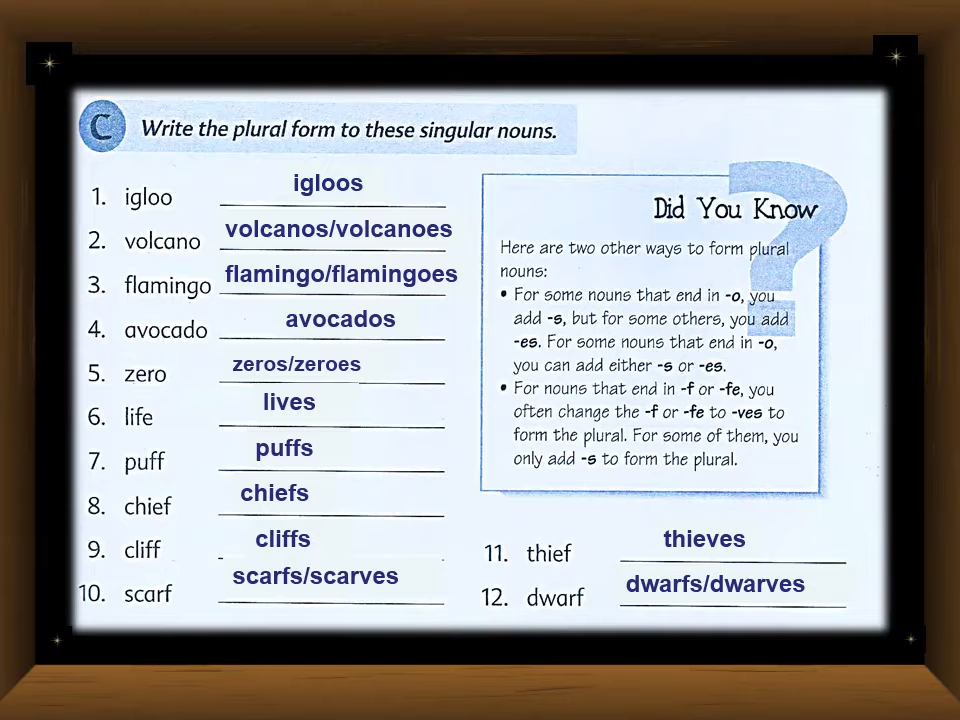 C Write the plural form to these singular nouns.
1. igloo igloos
2. volcano volcanos/volcanoes
3. flamingo flamingo/flamingoes
4. avocado avocados
5. zero zeros/zeroes
6. life lives
7. puff puffs
8. chief chiefs
9. cliff cliffs
10. scarf scarfs/scarves
?
Did You Know
Here are two other ways to form plural
nouns:
• For some nouns that end in -o, you
add -s, but for some others, you add
-es. For some nouns that end in -o,
you can add either -s or -es.
• For nouns that end in -f or -fe, you
often change the -f or -fe to -ves to
form the plural. For some of them, you
only add -s to form the plural.
11. thief thieves
12. dwarf dwarfs/dwarves